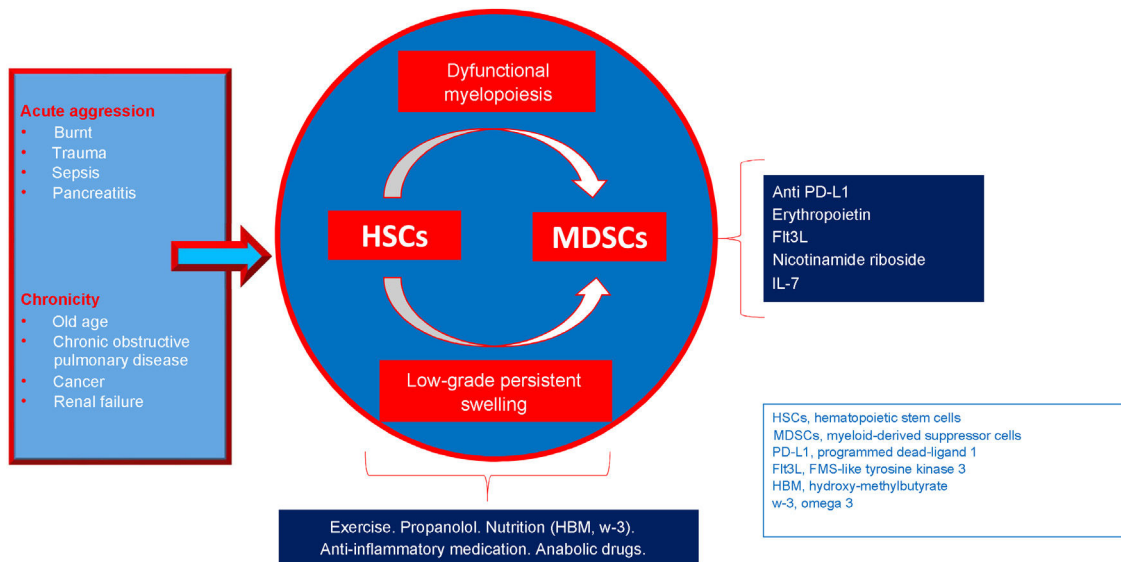 Acute aggression
• Burnt
• Trauma
• Sepsis
• Pancreatitis
Chronicity
• Old age
• Chronic obstructive
pulmonary disease
• Cancer
• Renal failure
Dyfunctional
myelopoiesis
HSCs
MDSCs
Low-grade persistent
swelling
Anti PD-L1
Erythropoietin
Flt3L
Nicotinamide riboside
IL-7
Exercise. Propanolol. Nutrition (HBM, w-3).
Anti-inflammatory medication. Anabolic drugs.
HSCs, hematopoietic stem cells
MDSCs, myeloid-derived suppressor cells
PD-L1, programmed dead-ligand 1
Flt3L, FMS-like tyrosine kinase 3
HBM, hydroxy-methylbutyrate
w-3, omega 3